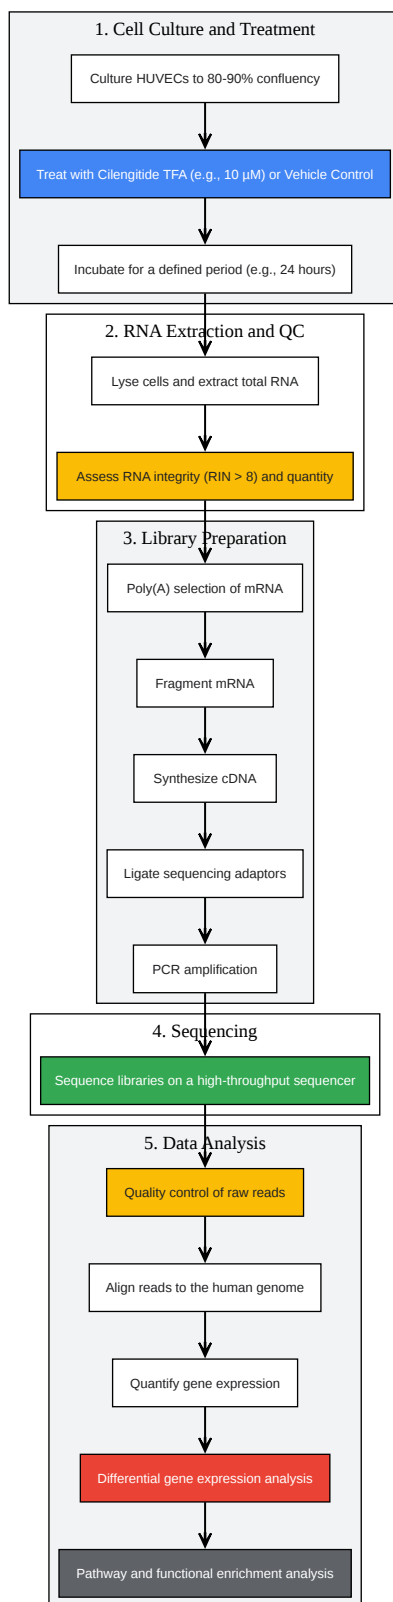 1. Cell Culture and Treatment
Culture HUVECs to 80-90% confluency
Treat with Cilengitide TFA (e.g., 10 µM) or Vehicle Control
Incubate for a defined period (e.g., 24 hours)
2. RNA Extraction and QC
Lyse cells and extract total RNA
Assess RNA integrity (RIN > 8) and quantity
3. Library Preparation
Poly(A) selection of mRNA
Fragment mRNA
Synthesize cDNA
Ligate sequencing adaptors
PCR amplification
4. Sequencing
Sequence libraries on a high-throughput sequencer
5. Data Analysis
Quality control of raw reads
Align reads to the human genome
Quantify gene expression
Differential gene expression analysis
Pathway and functional enrichment analysis